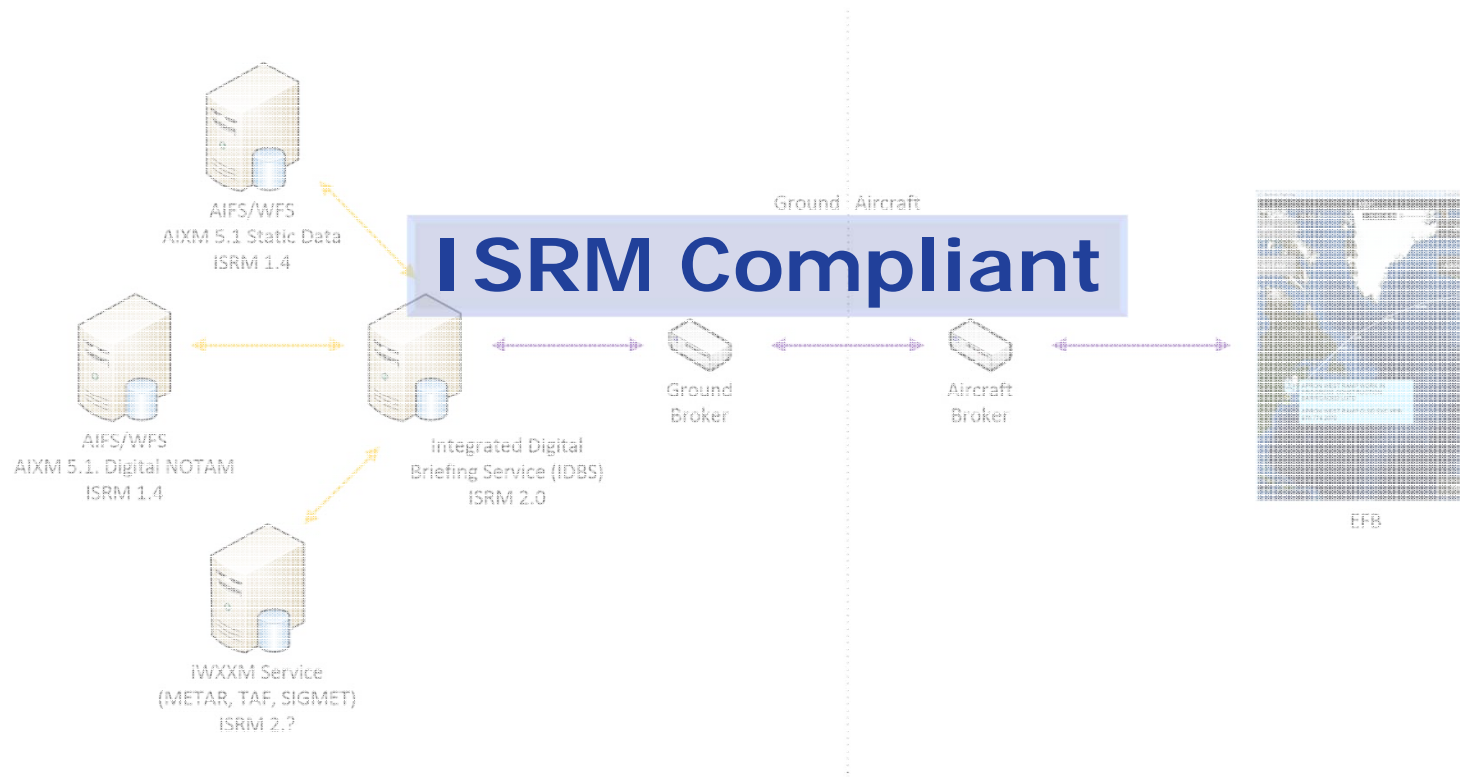 AIFS/WFS
AIXM 5.1 Static Data
ISRM 1.4
Ground Aircraft
ISRM Compliant
AIFS/WFS
AIXM 5.1. Digital NOTAM
ISRM 1.4
Integrated Digital
Briefing Service (IDBS)
ISRM 2.0
Ground
Broker
Aircraft
Broker
EFB
iWXXM Service
(METAR, TAF, SIGMET)
ISRM 2.?